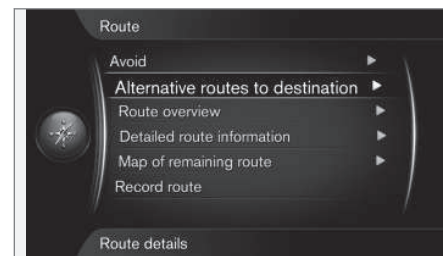 Route
Avoid
Alternative routes to destination
Route overview
Detailed route information
Map of remaining route
Record route
Route details